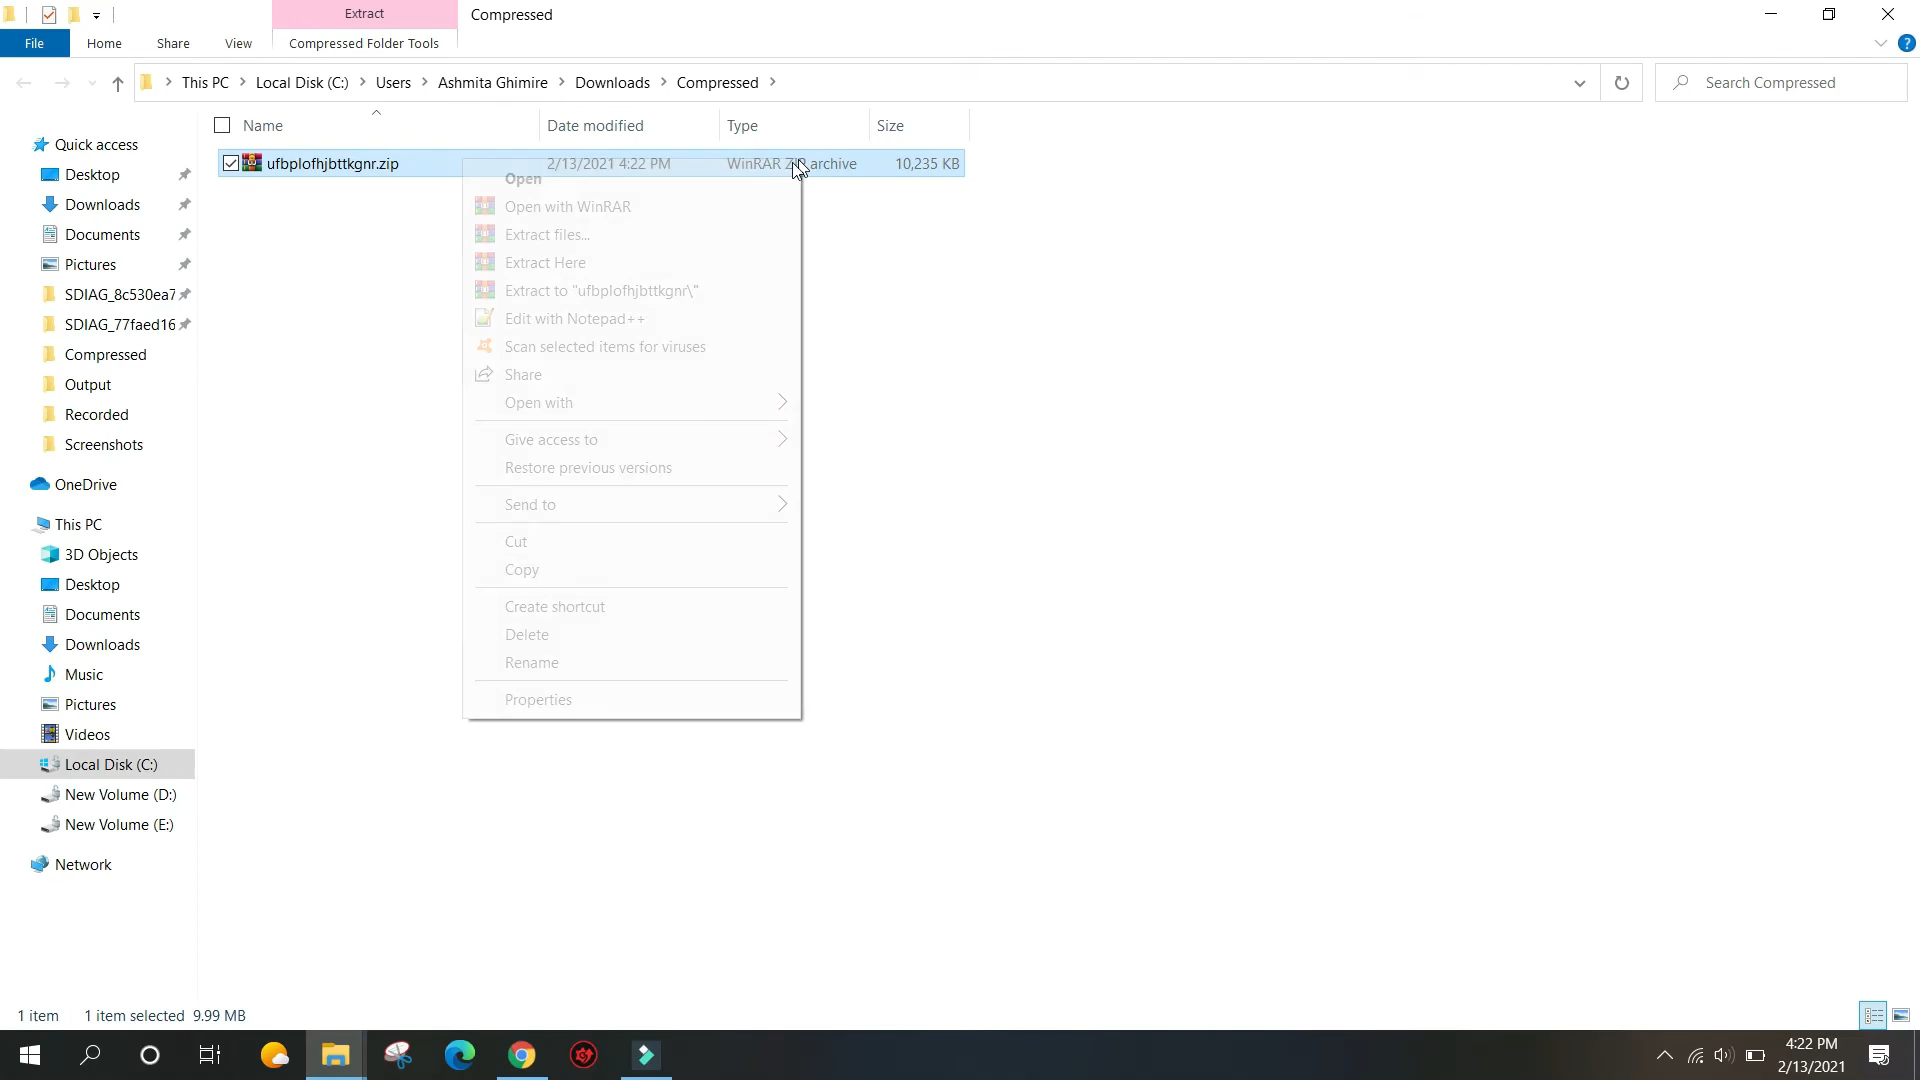 Extract
Compressed
File
Home
Share
View
Compressed Folder Tools
This PC
Local Disk (C:)
Users
Ashmita Ghimire
Downloads
Compressed
Search Compressed
Name
Date modified
Type
Size
ufbplofhjbttkgnr.zip
2/13/2021 4:22 PM
WinRAR ZIP archive
10,235 KB
Quick access
Desktop
Downloads
Documents
Pictures
SDIAG_8c530ea7
SDIAG_77faed16
Compressed
Output
Recorded
Screenshots
OneDrive
This PC
3D Objects
Desktop
Documents
Downloads
Music
Pictures
Videos
Local Disk (C:)
New Volume (D:)
New Volume (E:)
Network
Open
Open with WinRAR
Extract files...
Extract Here
Extract to "ufbplofhjbttkgnr\"
Edit with Notepad++
Scan selected items for viruses
Share
Open with
Give access to
Restore previous versions
Send to
Cut
Copy
Create shortcut
Delete
Rename
Properties
1 item
1 item selected 9.99 MB
4:22 PM
2/13/2021